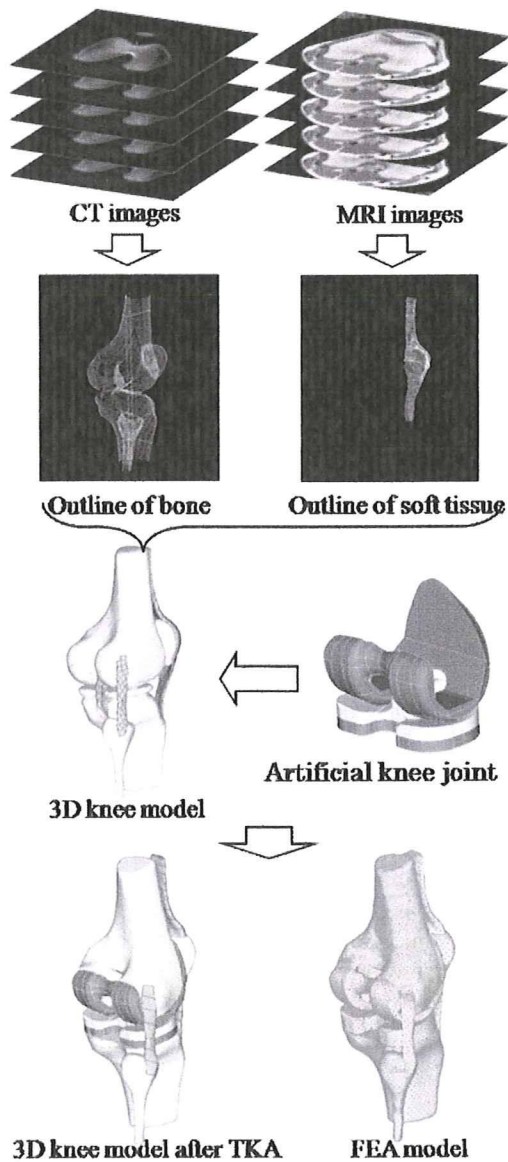 CT images
MRI images
Outline of bone
Outline of soft tissue
Artificial knee joint
3D knee model
3D knee model after TKA
FEA model